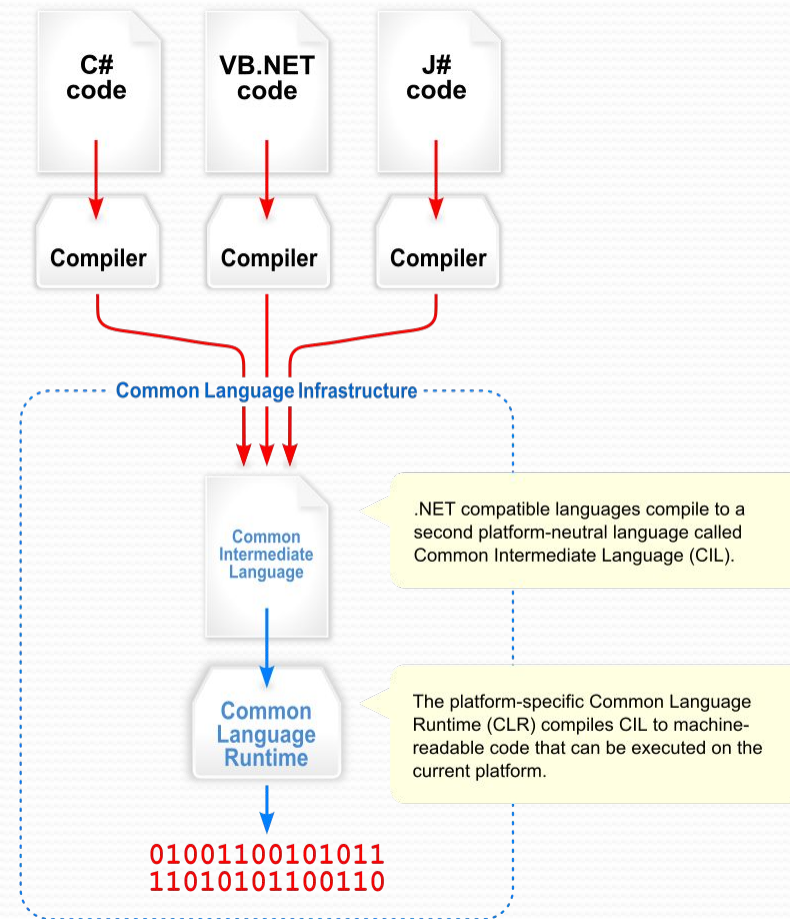 C#
code
VB.NET
code
J#
code
Compiler
Compiler
Compiler
Common Language Infrastructure
Common
Intermediate
Language
.NET compatible languages compile to a
second platform-neutral language called
Common Intermediate Language (CIL).
Common
Language
Runtime
The platform-specific Common Language
Runtime (CLR) compiles CIL to machine-
readable code that can be executed on the
current platform.
01001100101011
11010101100110